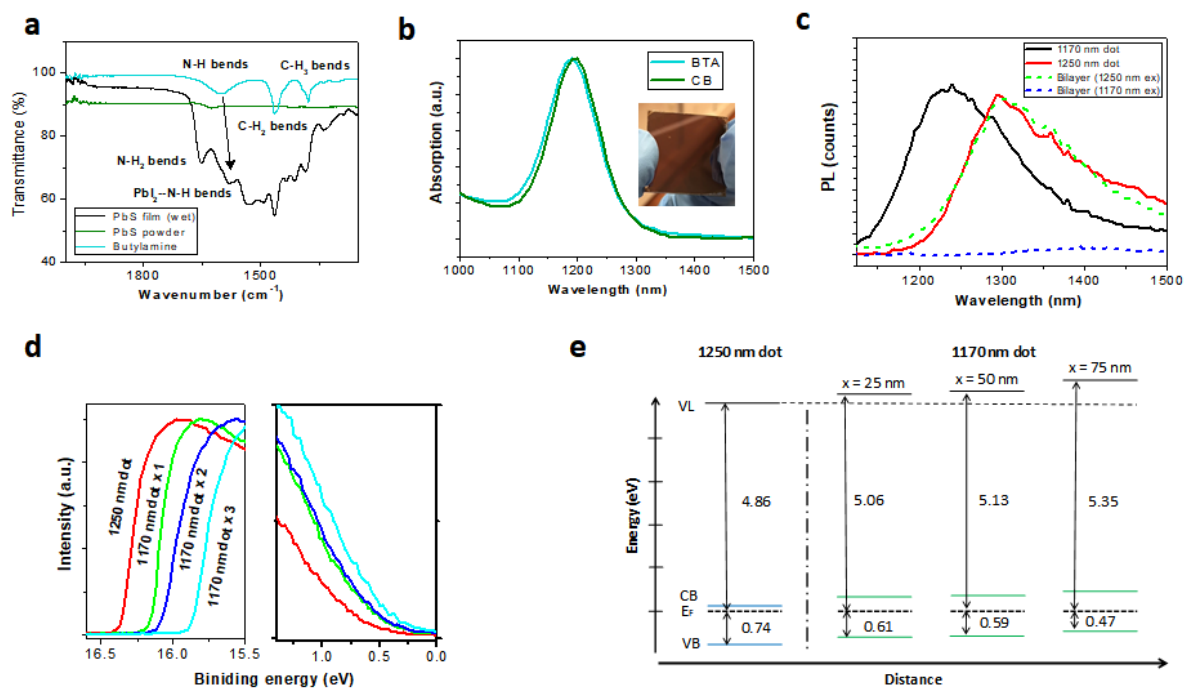 a
N-H bends
C-H3 bends
C-H2 bends
N-H2 bends
PbI2--N-H bends
PbS film (wet)
PbS powder
Butylamine
Transmittance (%)
100
80
60
40
1800
1500
Wavenumber (cm-1)
b
BTA
CB
Absorption (a.u.)
1000
1100
1200
1300
1400
1500
Wavelength (nm)
c
1170 nm dot
1250 nm dot
Bilayer (1250 nm ex)
Bilayer (1170 nm ex)
PL (counts)
1200
1300
1400
1500
Wavelength (nm)
d
1250 nm dot
1170 nm dot x 1
1170 nm dot x 2
1170 nm dot x 3
Intensity (a.u.)
16.5
16.0
15.5
1.0
0.5
0.0
Biniding energy (eV)
e
1250 nm dot
1170 nm dot
x = 25 nm
x = 50 nm
x = 75 nm
VL
4.86
5.06
5.13
5.35
Energy (eV)
CB
EF
VB
0.74
0.61
0.59
0.47
Distance